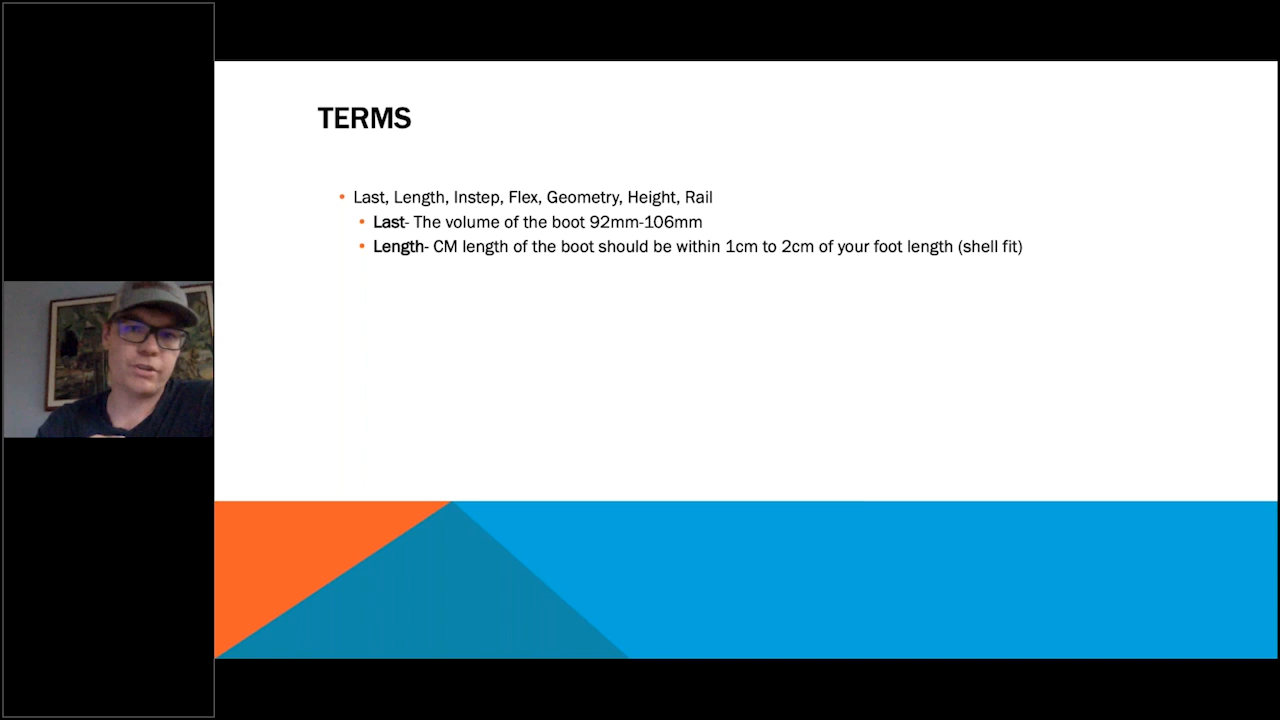 TERMS
Last, Length, Instep, Flex, Geometry, Height, Rail
Last- The volume of the boot 92mm-106mm
Length- CM length of the boot should be within 1cm to 2cm of your foot length (shell fit)